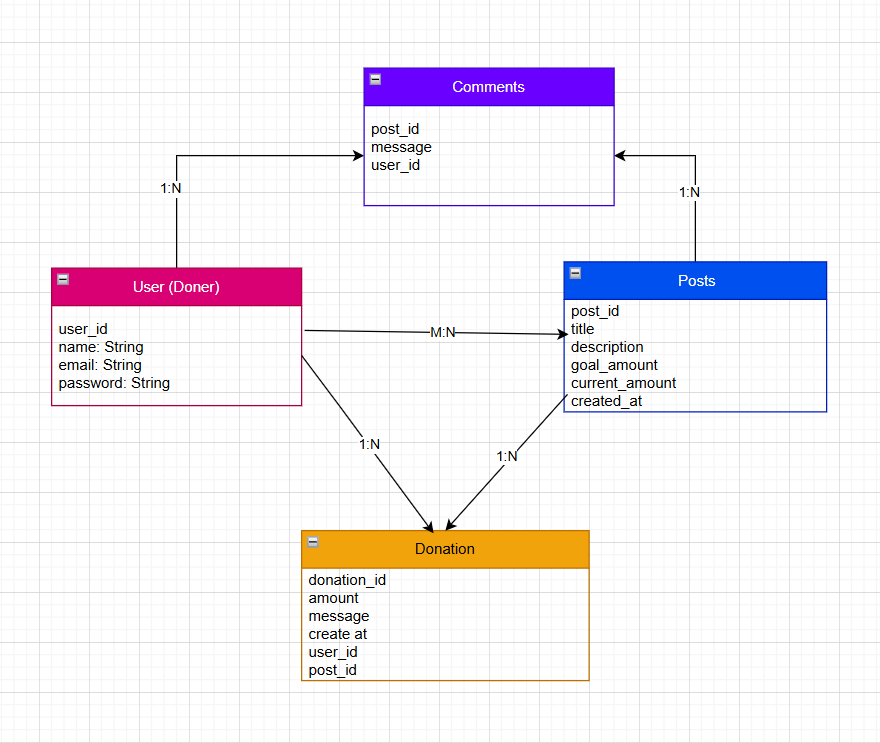 Comments
post_id
message
user_id
1:N
1:N
User (Doner)
user_id
name: String
email: String
password: String
M:N
Posts
post_id
title
description
goal_amount
current_amount
created_at
1:N
1:N
Donation
donation_id
amount
message
create at
user_id
post_id